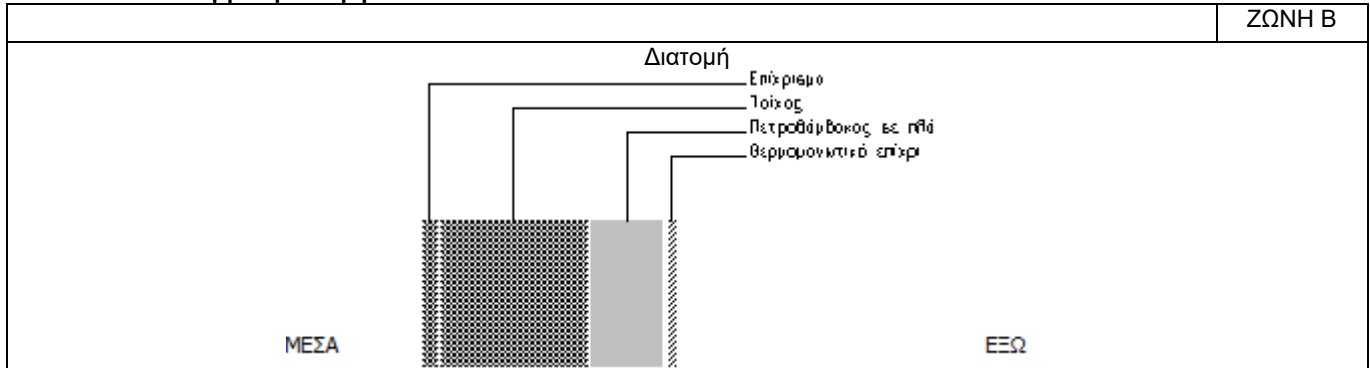 ΖΩΝΗ Β
Διατομή
Επίχρισμα
Τοίχος
Πετροβάμβακας σε πλά
Θερμομονωτικό επίχρι
ΜΕΣΑ
ΕΞΩ